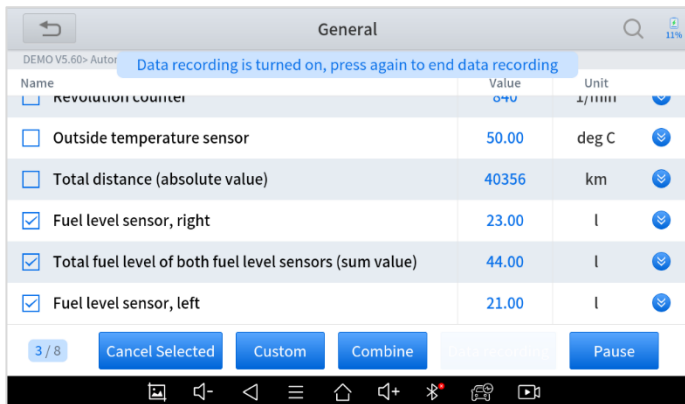 General
11%
DEMO V5.60> Autor
Data recording is turned on, press again to end data recording
Name Value Unit
Revolution counter 840 1/min
Outside temperature sensor 50.00 deg C
Total distance (absolute value) 40356 km
Fuel level sensor, right 23.00 l
Total fuel level of both fuel level sensors (sum value) 44.00 l
Fuel level sensor, left 21.00 l
3 / 8 Cancel Selected Custom Combine Data recording Pause